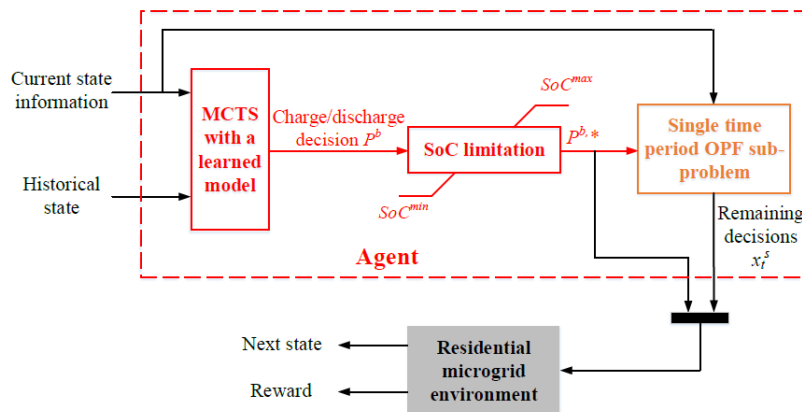 Current state
information
Historical
state
MCTS
with a
learned
model
Charge/discharge
decision P^b
SoC^max
SoC limitation
SoC^min
P^b,*
Single time
period OPF sub-
problem
Remaining
decisions
x_t^s
Agent
Next state
Reward
Residential
microgrid
environment